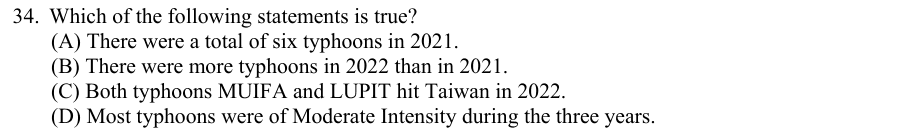 34. Which of the following statements is true?
(A) There were a total of six typhoons in 2021.
(B) There were more typhoons in 2022 than in 2021.
(C) Both typhoons MUIFA and LUPIT hit Taiwan in 2022.
(D) Most typhoons were of Moderate Intensity during the three years.